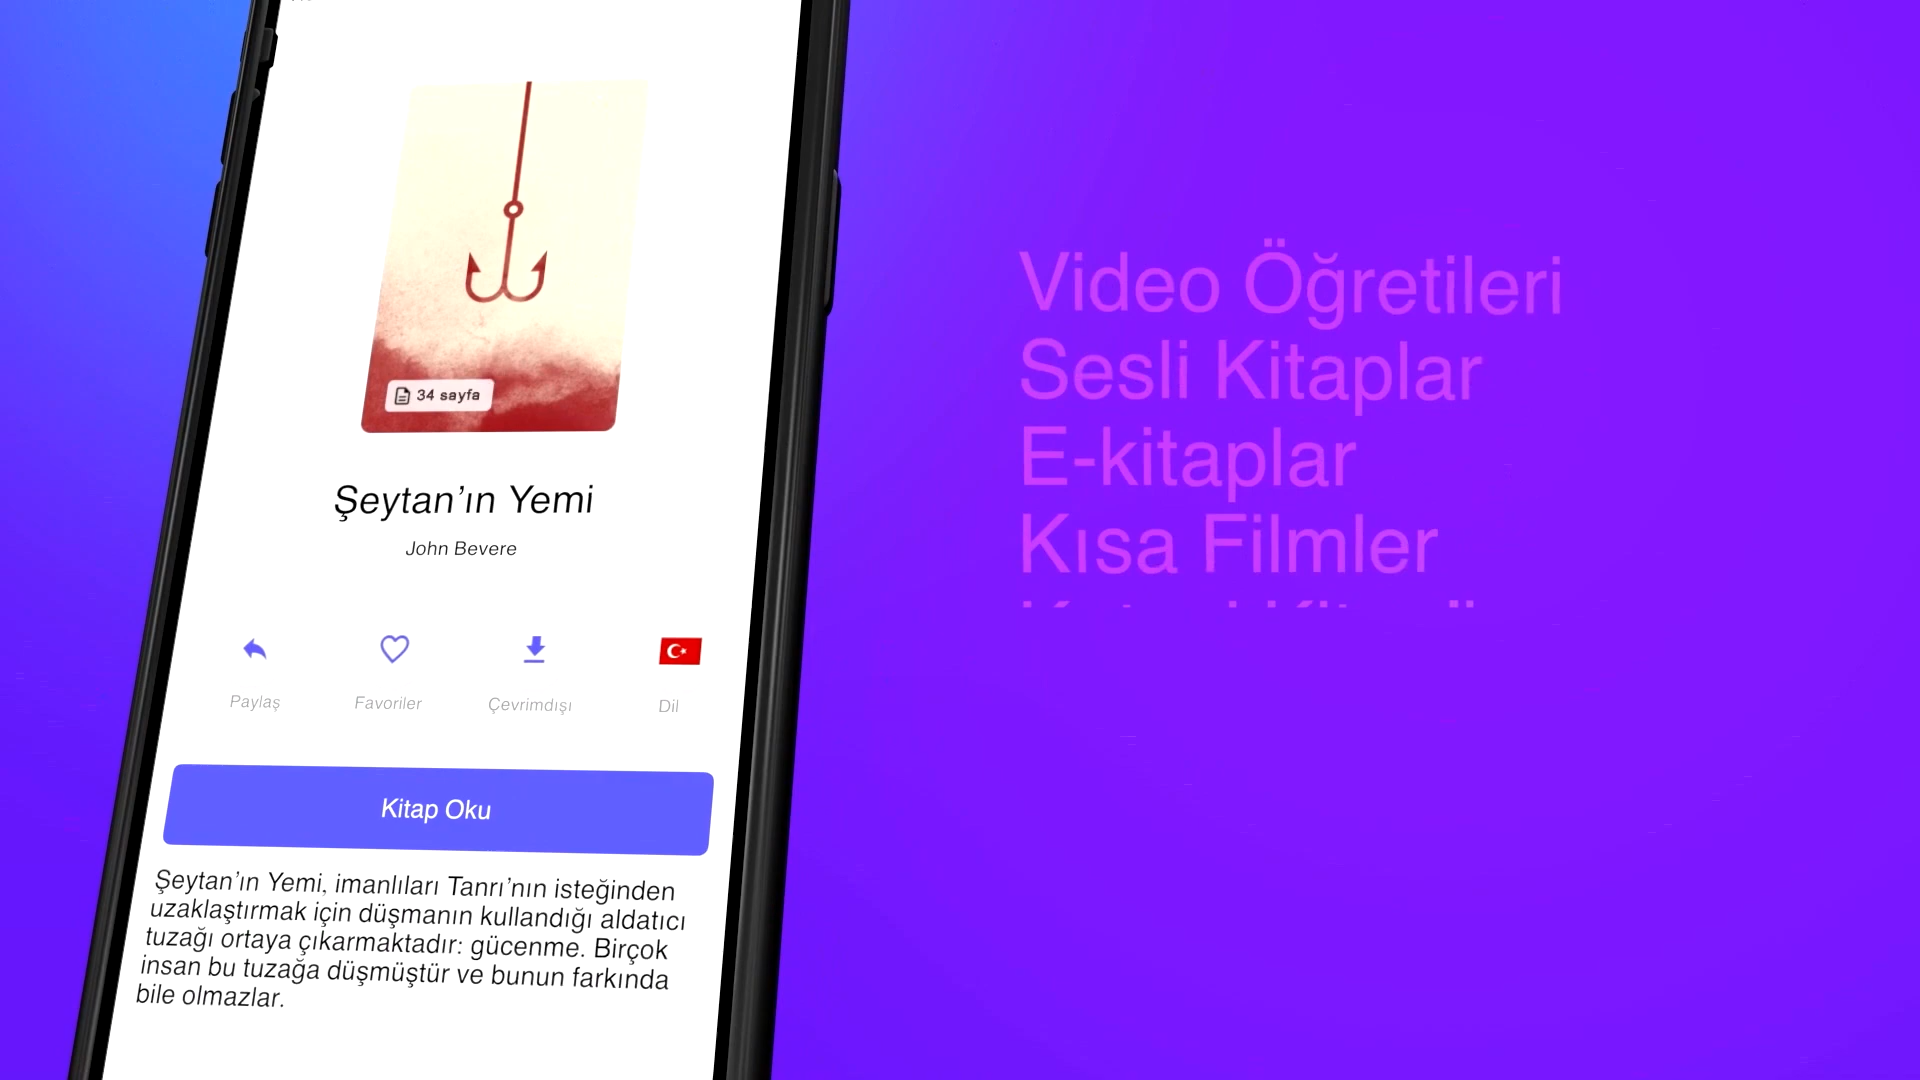 34 sayfa
Şeytan’ın Yemi
John Bevere
Paylaş
Favoriler
Çevrimdışı
Dil
Kitap Oku
Şeytan’ın Yemi, imanlıları Tanrı’nın isteğinden
uzaklaştırmak için düşmanın kullandığı aldatıcı
tuzağı ortaya çıkarmaktadır: gücenme. Birçok
insan bu tuzağa düşmüştür ve bunun farkında
bile olmazlar.
Video Öğretileri
Sesli Kitaplar
E-kitaplar
Kısa Filmler